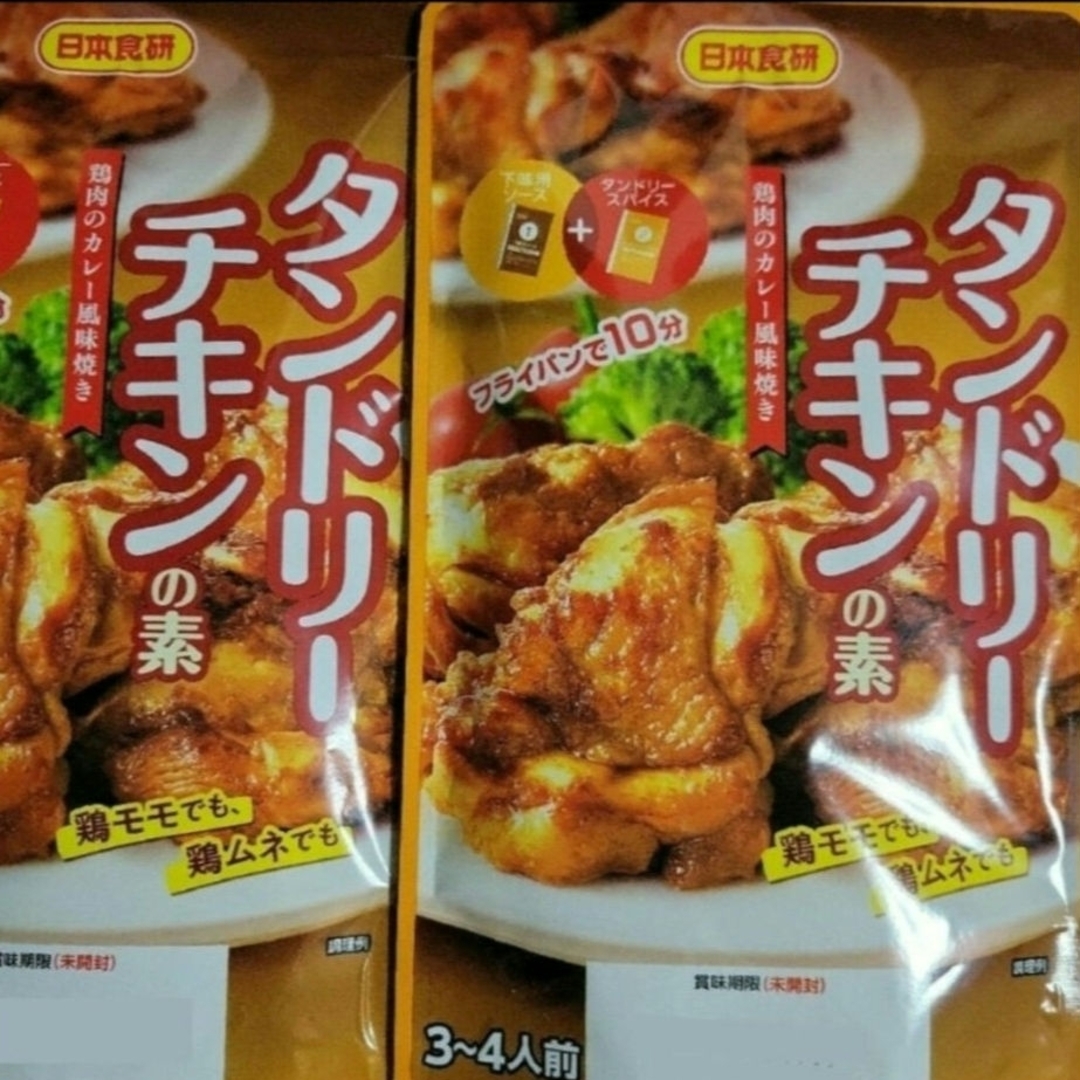 日本食研
鶏肉のカレー風味焼き
タンドリー
チキンの素
鶏モモでも、
鶏ムネでも
調理例
賞味期限(未開封)
日本食研
下味用
ソース
+
タンドリー
スパイス
フライパンで10分
鶏肉のカレー風味焼き
タンドリー
チキンの素
鶏モモでも、
鶏ムネでも
調理例
賞味期限(未開封)
3~4人前